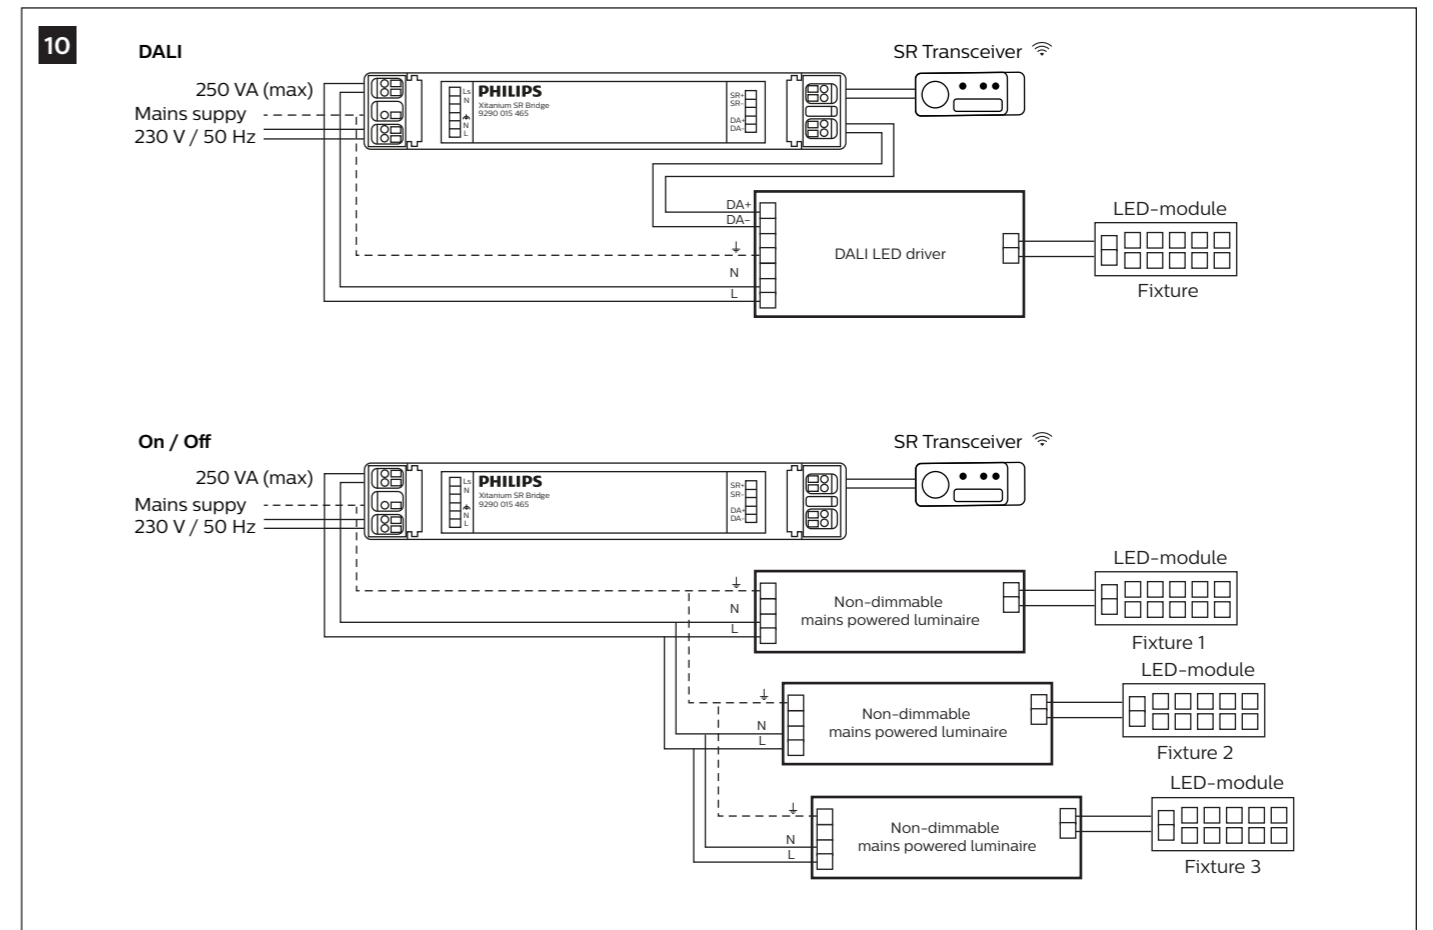 10
DALI
SR Transceiver
250 VA (max)
Mains suppy
230 V / 50 Hz
Ls
N
N
L
PHILIPS
Xitanium SR Bridge
9290 015 465
SR+
SR-
DA+
DA-
DA+
DA-
N
L
DALI LED driver
LED-module
Fixture
On / Off
SR Transceiver
250 VA (max)
Mains suppy
230 V / 50 Hz
Ls
N
N
L
PHILIPS
Xitanium SR Bridge
9290 015 465
SR+
SR-
DA+
DA-
N
L
Non-dimmable
mains powered luminaire
LED-module
Fixture 1
N
L
Non-dimmable
mains powered luminaire
LED-module
Fixture 2
N
L
Non-dimmable
mains powered luminaire
LED-module
Fixture 3